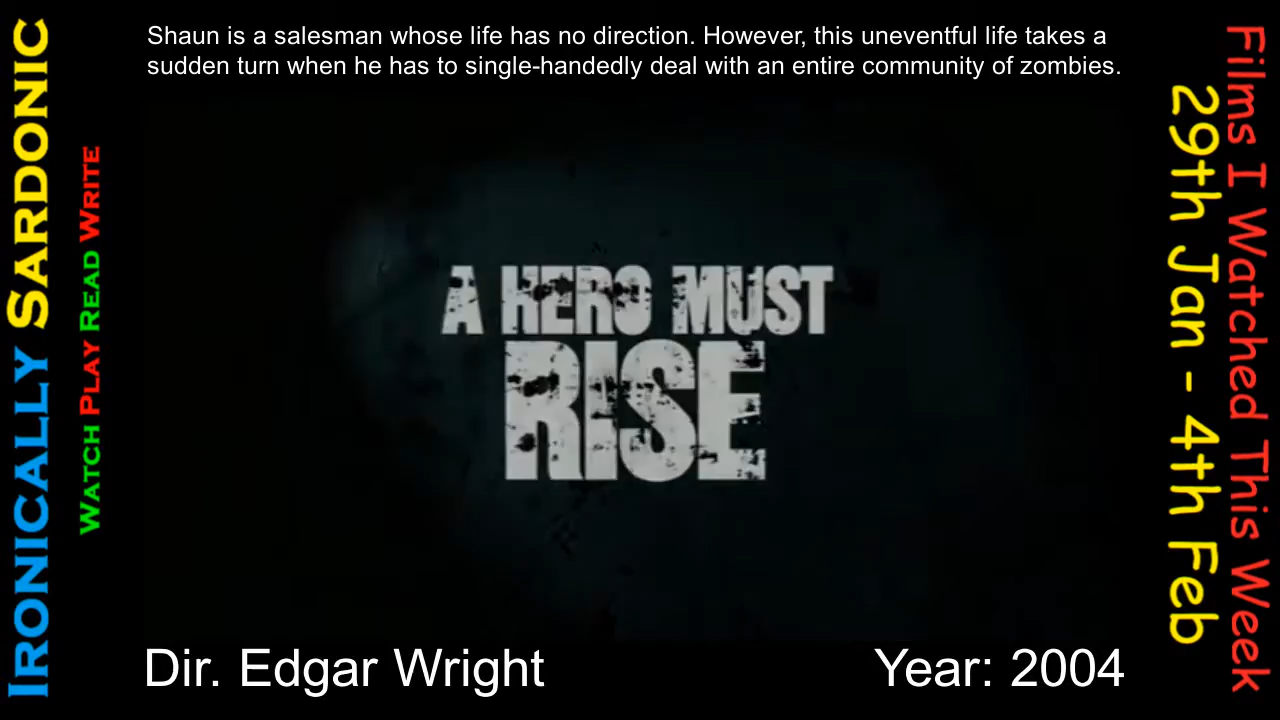 Shaun is a salesman whose life has no direction. However, this uneventful life takes a
sudden turn when he has to single-handedly deal with an entire community of zombies.
IRONICALLY SARDONIC
WATCH PLAY READ WRITE
A HERO MUST
RISE
Films I Watched This Week
29th Jan - 4th Feb
Dir. Edgar Wright
Year: 2004